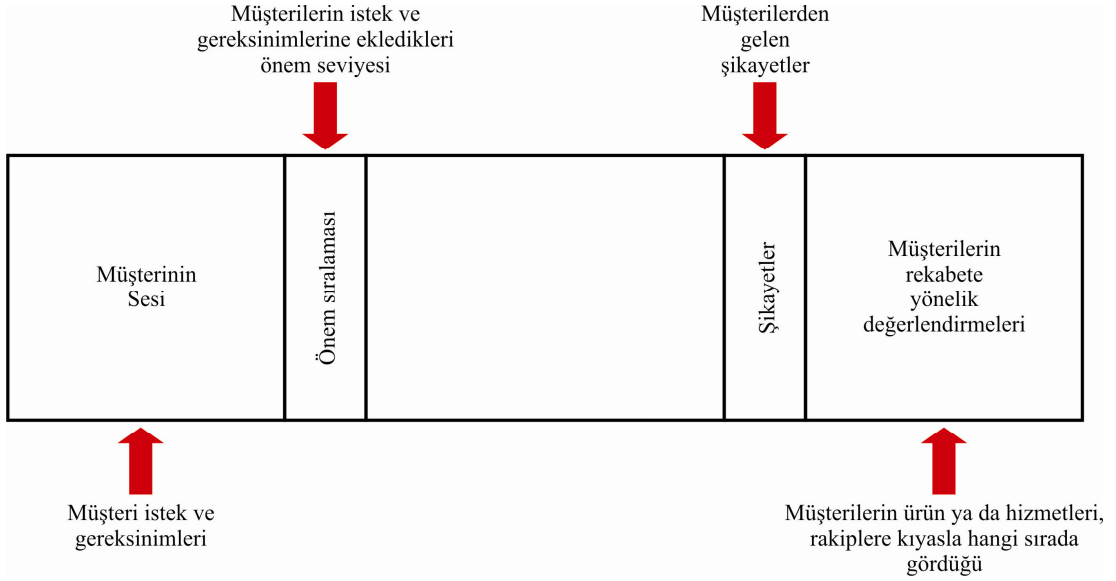 Müşterilerin istek ve
gereksinimlerine ekledikleri
önem seviyesi
Müşterilerden
gelen
şikayetler
Müşterinin
Sesi
Önem sıralaması
Şikayetler
Müşterilerin
rekabete
yönelik
değerlendirmeleri
Müşteri istek ve
gereksinimleri
Müşterilerin ürün ya da hizmetleri,
rakiplere kıyasla hangi sırada
gördüğü